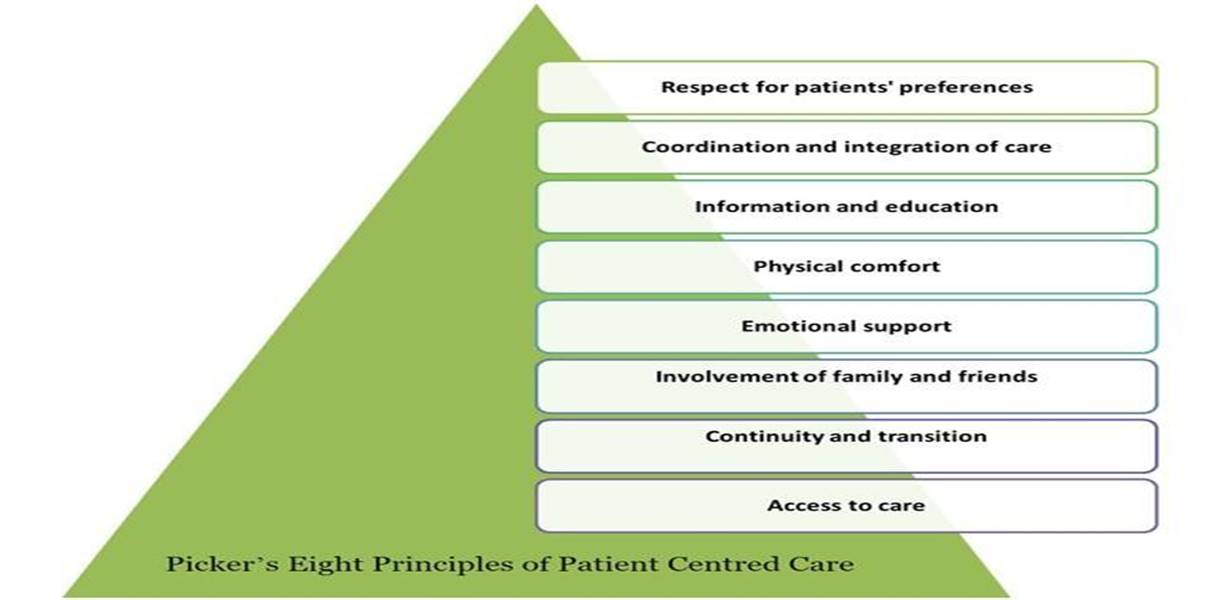 Respect for patients' preferences
Coordination and integration of care
Information and education
Physical comfort
Emotional support
Involvement of family and friends
Continuity and transition
Access to care
Picker’s Eight Principles of Patient Centred Care